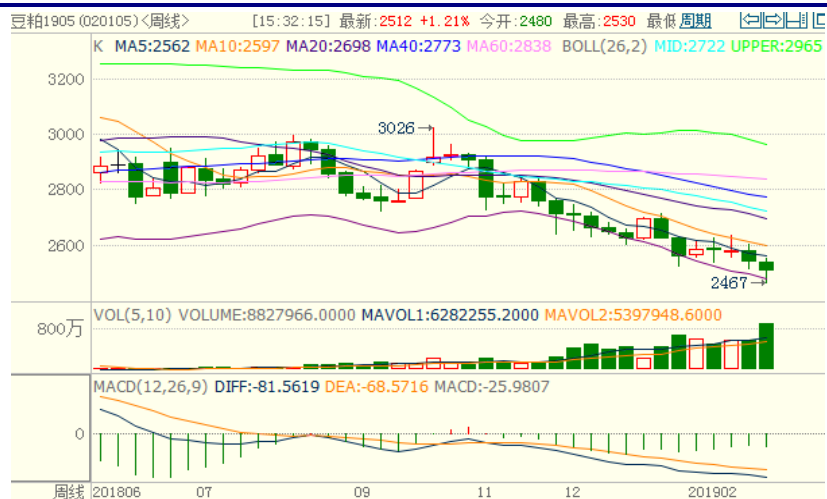 豆粕1905 (020105)〈周线〉 [15:32:15] 最新:2512 +1.21% 今开:2480 最高:2530 最低 周期
K MA5:2562 MA10:2597 MA20:2698 MA40:2773 MA60:2838 BOLL(26,2) MID:2722 UPPER:2965
3200
3026→
3000
2800
2600
2467→
VOL(5,10) VOLUME:8827966.0000 MAVOL1:6282255.2000 MAVOL2:5397948.6000
800万
MACD(12,26,9) DIFF:-81.5619 DEA:-68.5716 MACD:-25.9807
0
周线 201806 07 09 11 12 201902